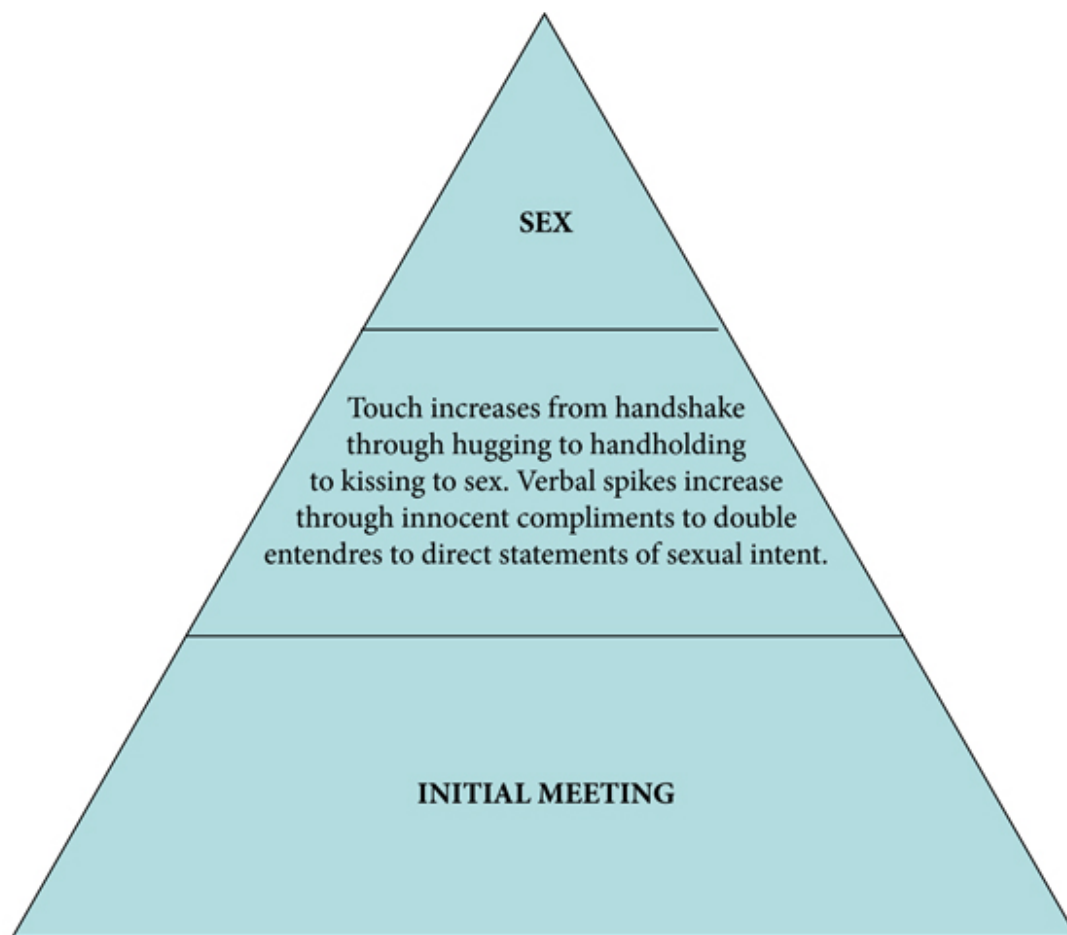 SEX
Touch increases from handshake
through hugging to handholding
to kissing to sex. Verbal spikes increase
through innocent compliments to double
entendres to direct statements of sexual intent.
INITIAL MEETING